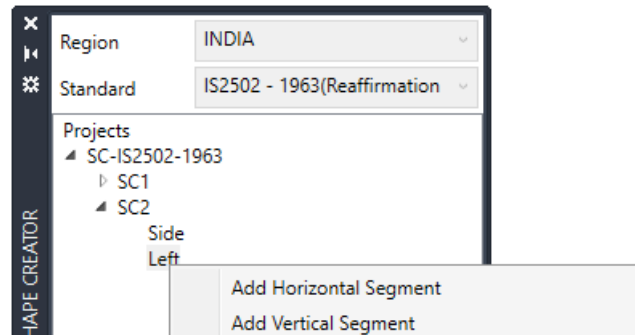 Region INDIA
Standard IS2502 - 1963(Reaffirmation
Projects
SC-IS2502-1963
SC1
SC2
Side
Left
Add Horizontal Segment
Add Vertical Segment
HAPE CREATOR